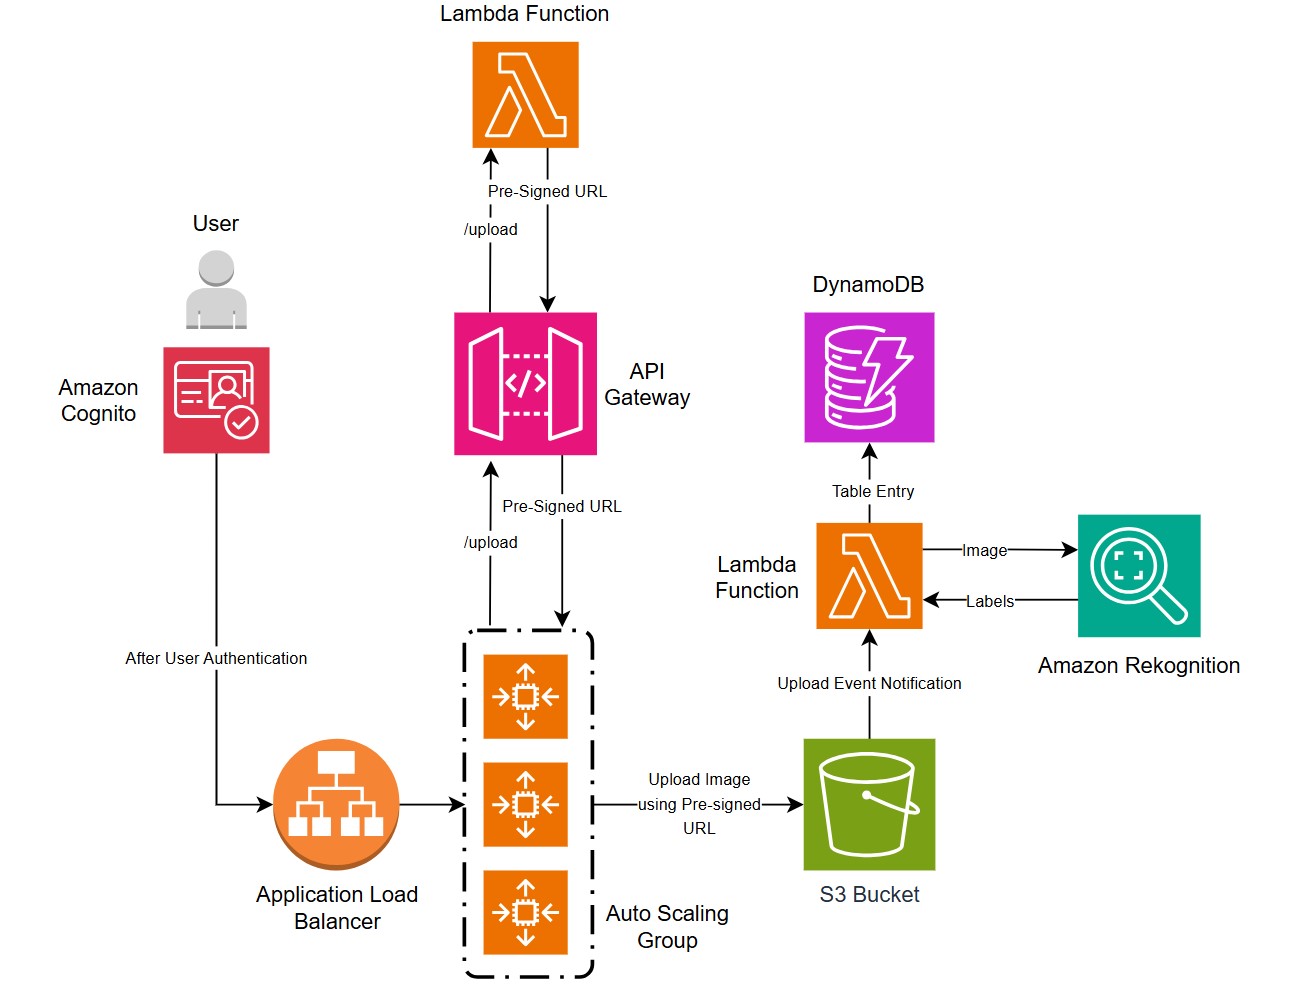 Lambda Function
Pre-Signed URL
/upload
User
Amazon
Cognito
API
Gateway
DynamoDB
Pre-Signed URL
/upload
Table Entry
Lambda
Function
Image
Labels
Amazon Rekognition
After User Authentication
Upload Event Notification
Upload Image
using Pre-signed
URL
Application Load
Balancer
Auto Scaling
Group
S3 Bucket